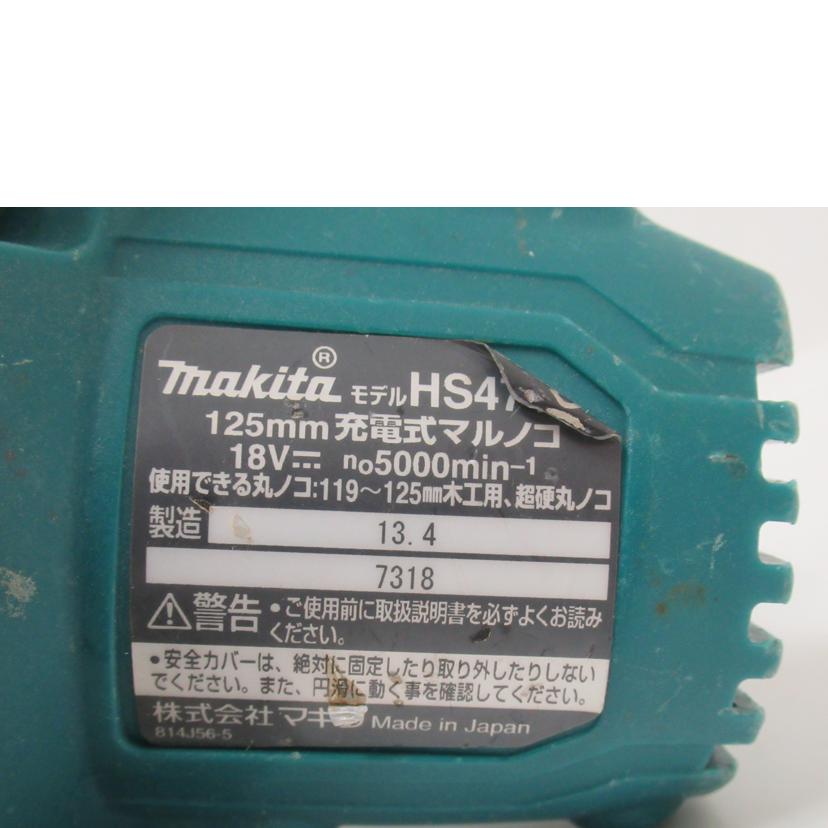 makita® モデル HS47
125mm 充電式マルノコ
18V⎓ n₀5000min-1
使用できる丸ノコ:119～125mm木工用、超硬丸ノコ
製造 13.4
7318
⚠警告 •ご使用前に取扱説明書を必ずよくお読み
ください。
•安全カバーは、絶対に固定したり取り外したりしない
でください。また、円滑に動く事を確認してください。
株式会社 マキタ Made in Japan
814J56-5